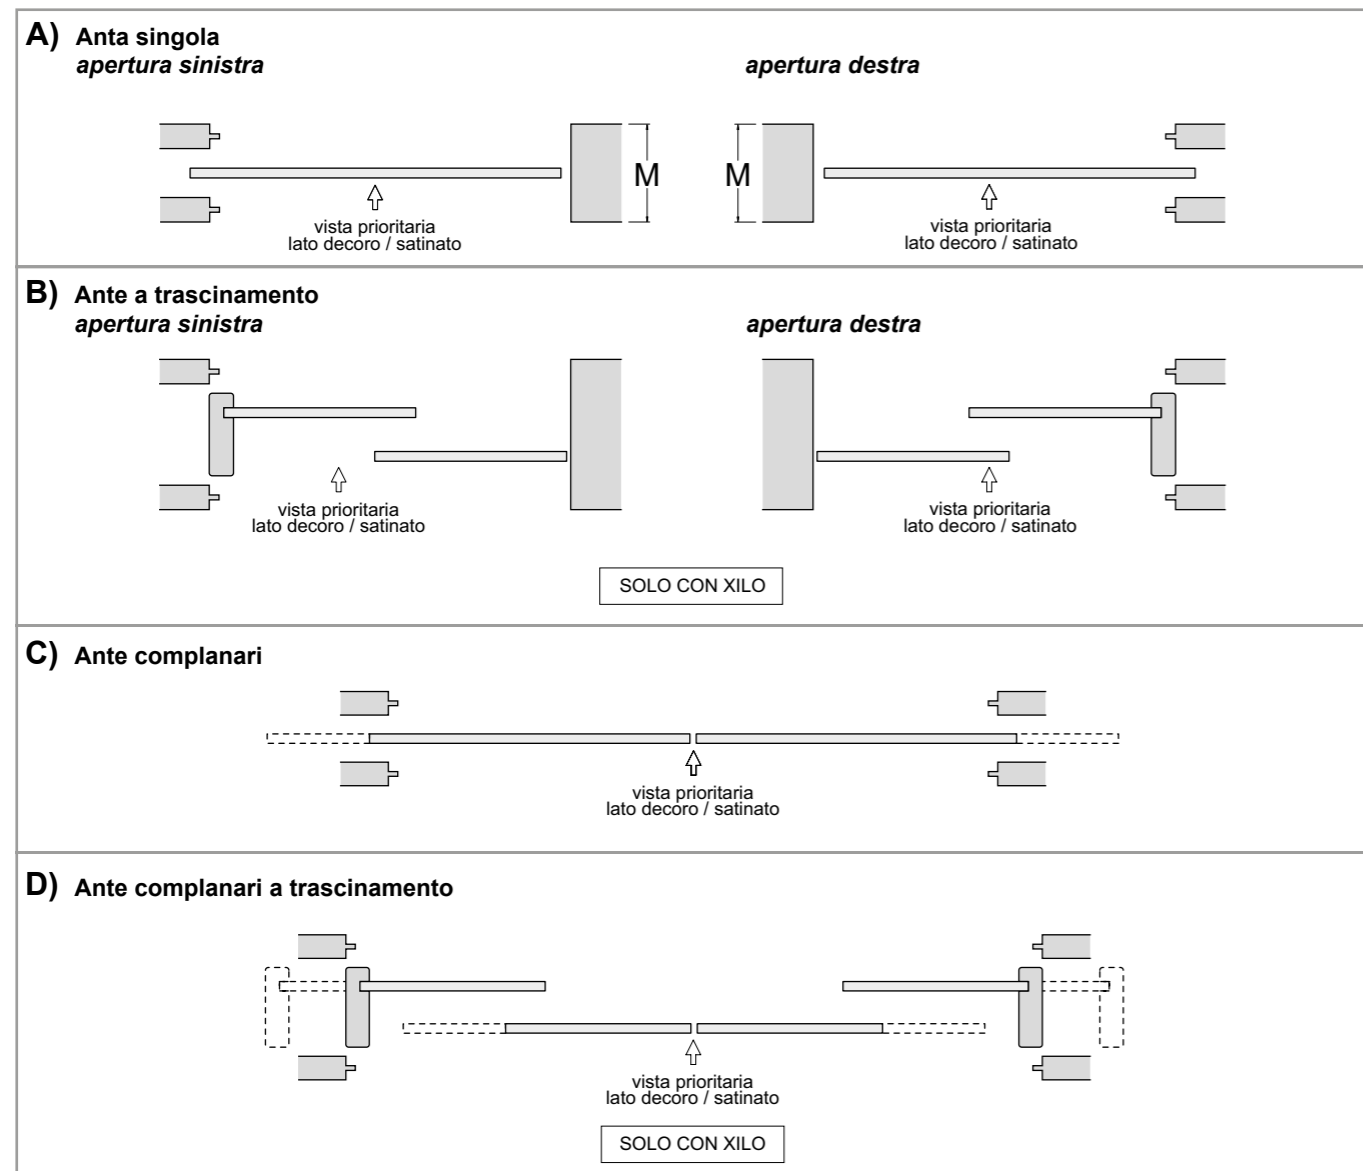 A) Anta singola
apertura sinistra
apertura destra
M
M
vista prioritaria
lato decoro / satinato
vista prioritaria
lato decoro / satinato
B) Ante a trascinamento
apertura sinistra
apertura destra
vista prioritaria
lato decoro / satinato
vista prioritaria
lato decoro / satinato
SOLO CON XILO
C) Ante complanari
vista prioritaria
lato decoro / satinato
D) Ante complanari a trascinamento
vista prioritaria
lato decoro / satinato
SOLO CON XILO